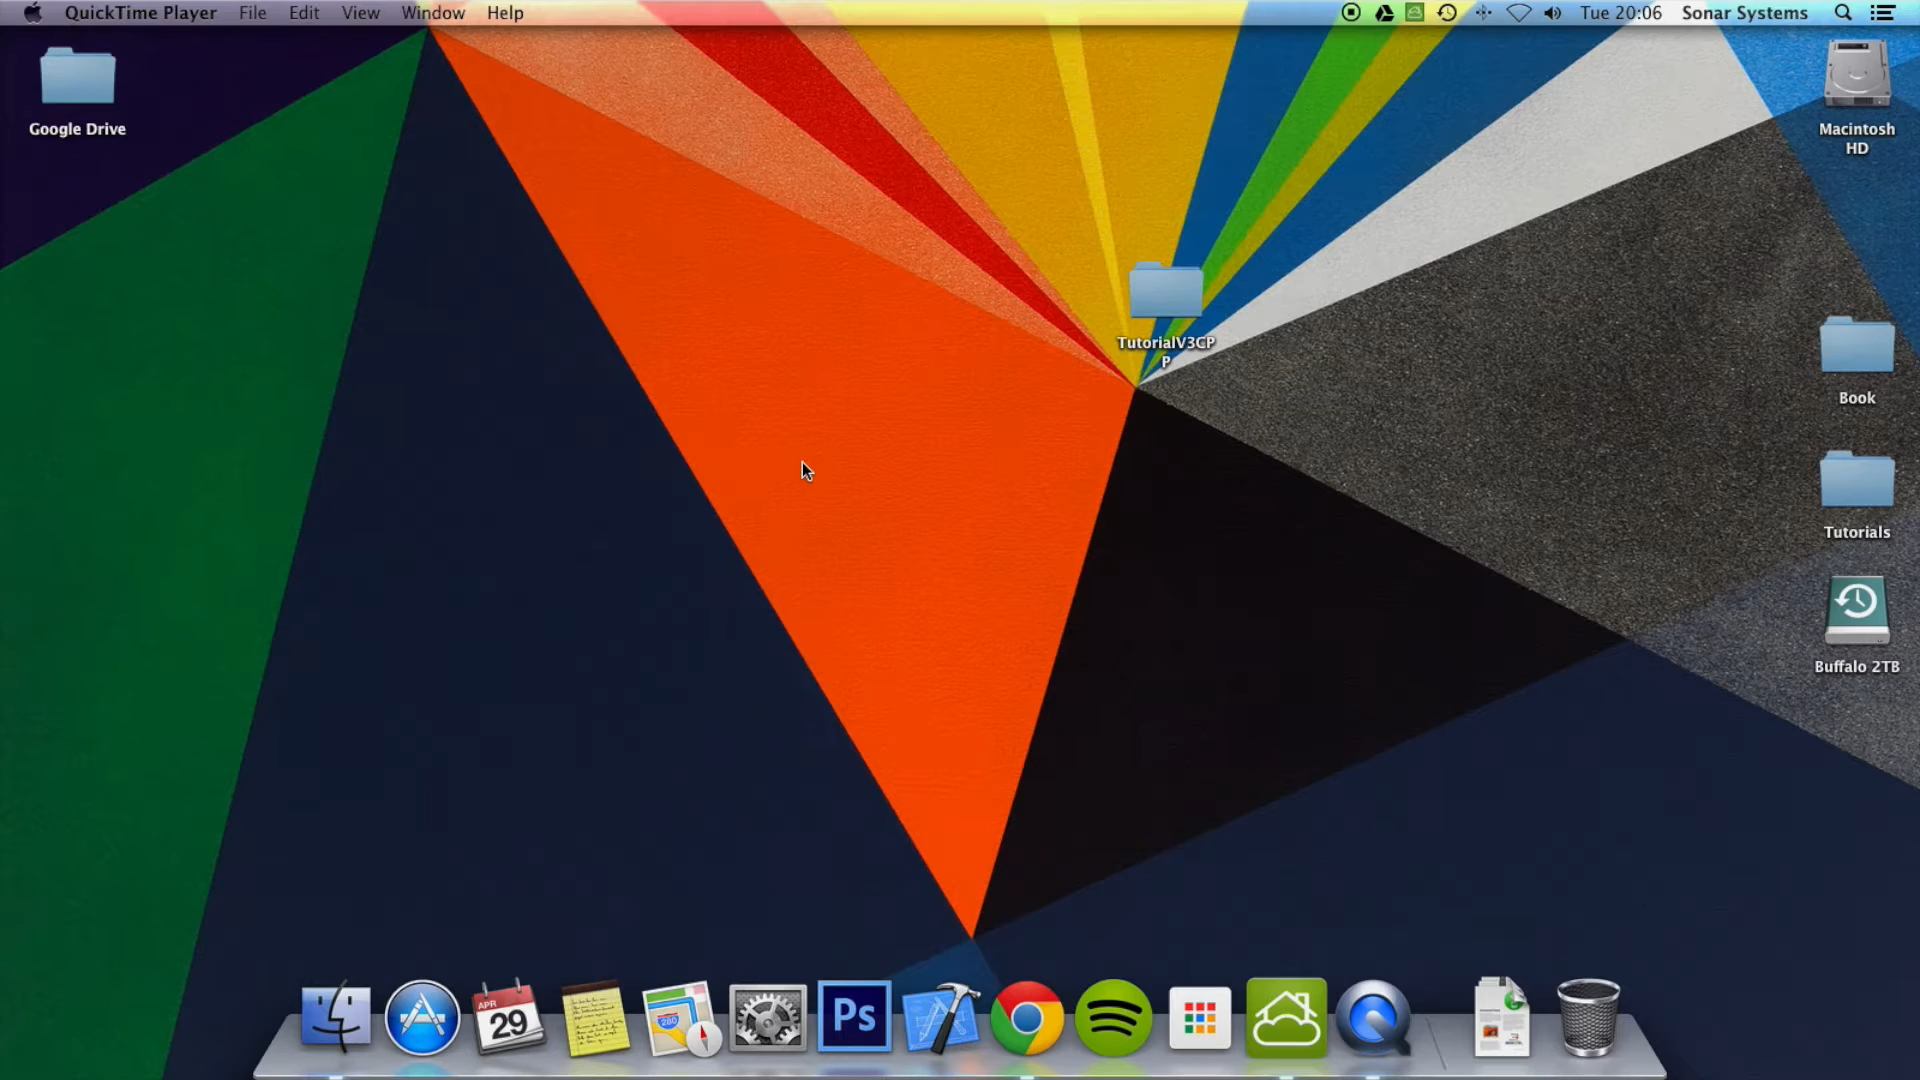 QuickTime Player File Edit View Window Help Tue 20:06 Sonar Systems
Google Drive
Macintosh
HD
TutorialV3CP
P
Book
Tutorials
Buffalo 2TB
APR
29
280
Ps